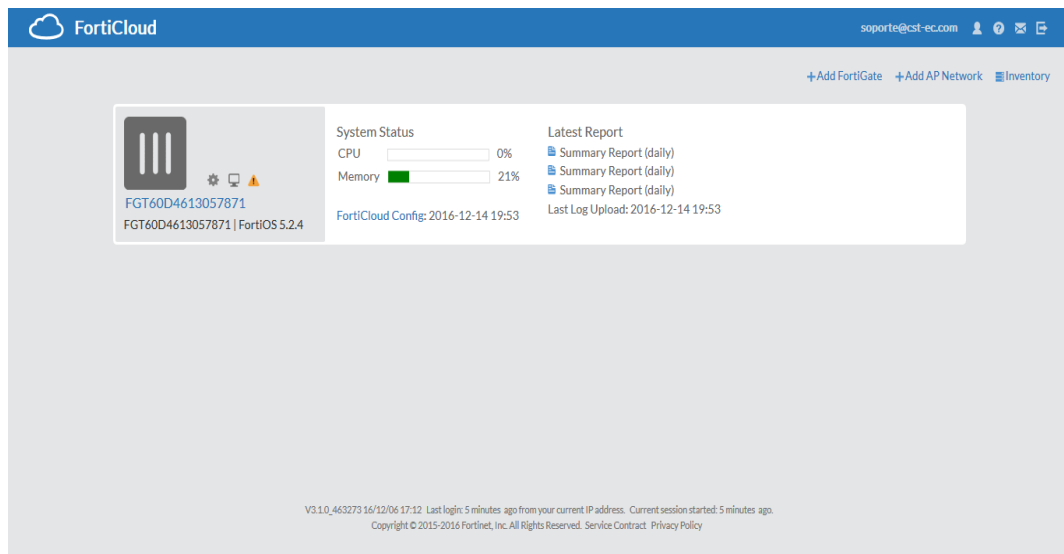 FortiCloud
soporte@cst-ec.com
+Add FortiGate +Add AP Network Inventory
System Status
CPU 0%
Memory 21%
FortiCloud Config: 2016-12-14 19:53
Latest Report
Summary Report (daily)
Summary Report (daily)
Summary Report (daily)
Last Log Upload: 2016-12-14 19:53
FGT60D4613057871
FGT60D4613057871 | FortiOS 5.2.4
V3.1.0_463273 16/12/06 17:12 Last login: 5 minutes ago from your current IP address. Current session started: 5 minutes ago.
Copyright © 2015-2016 Fortinet, Inc. All Rights Reserved. Service Contract Privacy Policy